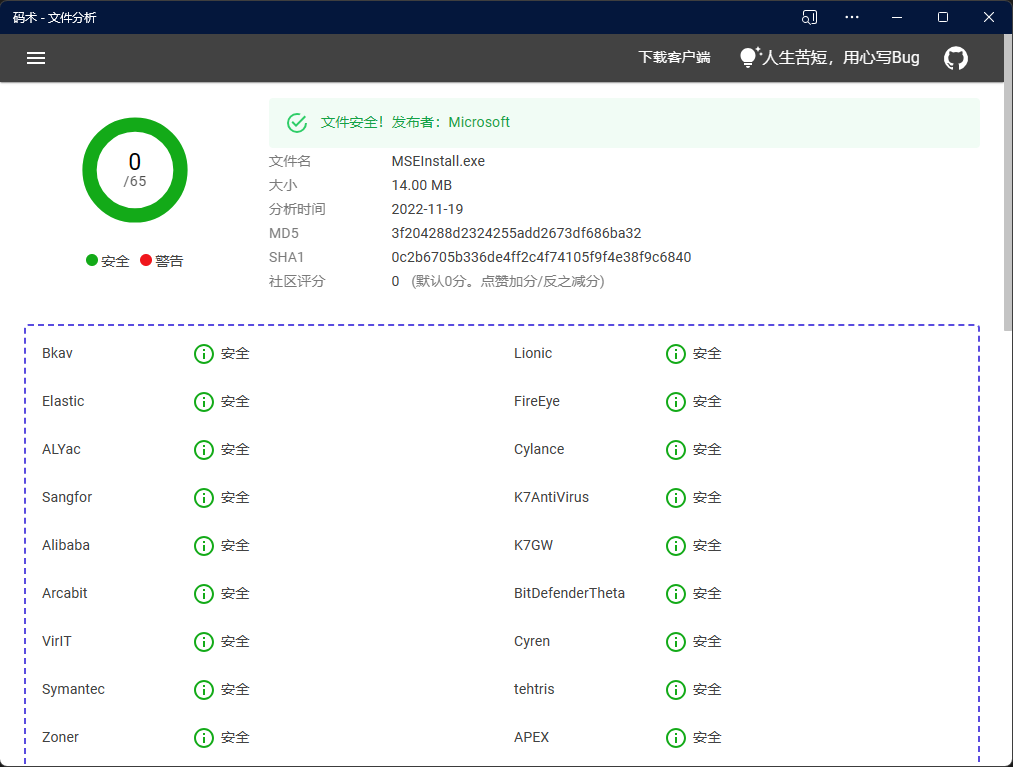 码术 - 文件分析
下载客户端 人生苦短，用心写Bug
文件安全！发布者：Microsoft
0
/65
安全 警告
文件名 MSEInstall.exe
大小 14.00 MB
分析时间 2022-11-19
MD5 3f204288d2324255add2673df686ba32
SHA1 0c2b6705b336de4ff2c4f74105f9f4e38f9c6840
社区评分 0 (默认0分。点赞加分/反之减分)
Bkav 安全 Lionic 安全
Elastic 安全 FireEye 安全
ALYac 安全 Cylance 安全
Sangfor 安全 K7AntiVirus 安全
Alibaba 安全 K7GW 安全
Arcabit 安全 BitDefenderTheta 安全
VirIT 安全 Cyren 安全
Symantec 安全 tehtris 安全
Zoner 安全 APEX 安全